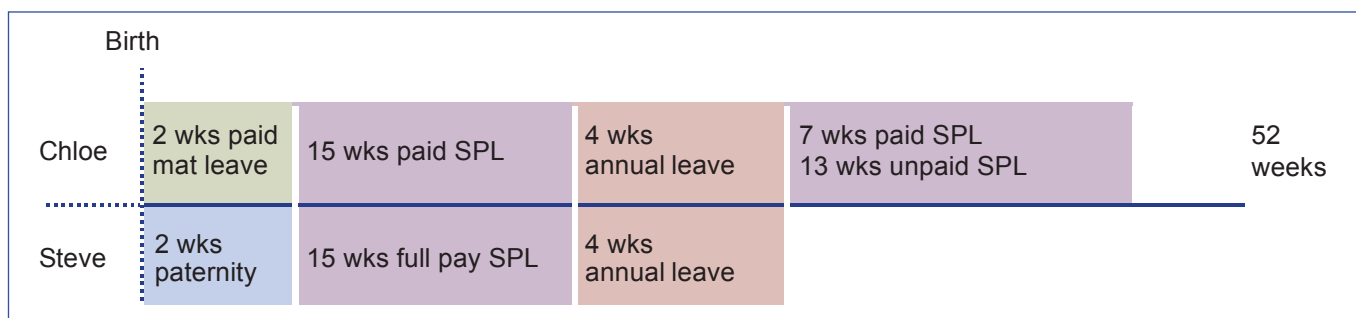 Birth
Chloe
2 wks paid
mat leave
15 wks paid SPL
4 wks
annual leave
7 wks paid SPL
13 wks unpaid SPL
52
weeks
Steve
2 wks
paternity
15 wks full pay SPL
4 wks
annual leave